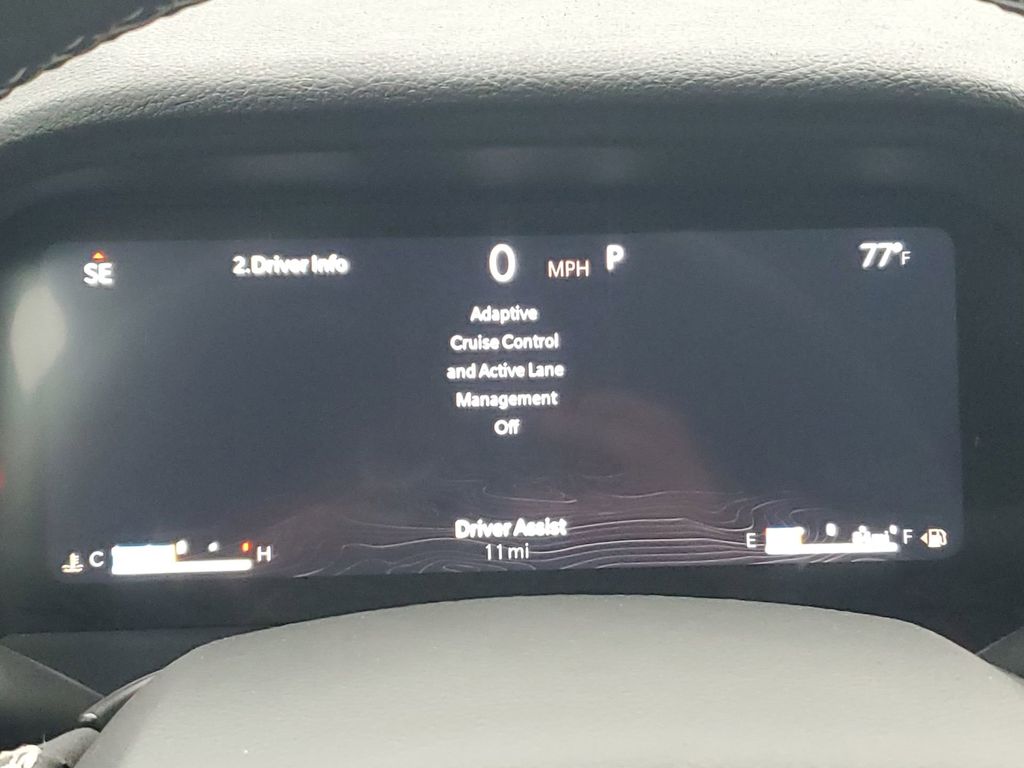 SE
2.Driver Info
0 MPH P
77°F
Adaptive
Cruise Control
and Active Lane
Management
Off
Driver Assist
11 mi
C H
E F